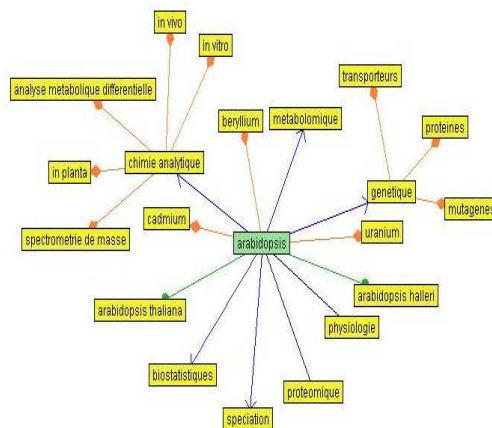 in vivo
in vitro
transporteurs
analyse metabolique differentielle
beryllium
metabolomique
proteines
chimie analytique
in planta
genetique
mutagenes
cadmium
uranium
spectrometrie de masse
arabidopsis
arabidopsis thaliana
arabidopsis halleri
physiologie
biostatistiques
proteomique
speciation